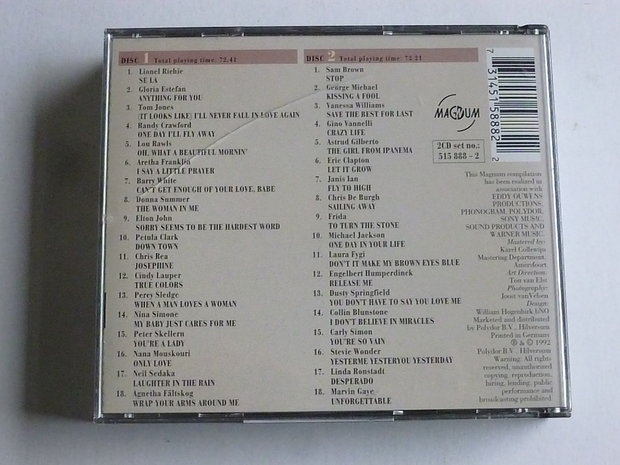 DISC 1 Total playing time: 72.41
1. Lionel Richie
SE LA
2. Gloria Estefan
ANYTHING FOR YOU
3. Tom Jones
(IT LOOKS LIKE) I'LL NEVER FALL IN LOVE AGAIN
4. Randy Crawford
ONE DAY I'LL FLY AWAY
5. Lou Rawls
OH, WHAT A BEAUTIFUL MORNIN'
6. Aretha Franklin
I SAY A LITTLE PRAYER
7. Barry White
CAN'T GET ENOUGH OF YOUR LOVE, BABE
8. Donna Summer
THE WOMAN IN ME
9. Elton John
SORRY SEEMS TO BE THE HARDEST WORD
10. Petula Clark
DOWN TOWN
11. Chris Rea
JOSEPHINE
12. Cindy Lauper
TRUE COLORS
13. Percy Sledge
WHEN A MAN LOVES A WOMAN
14. Nina Simone
MY BABY JUST CARES FOR ME
15. Peter Skellern
YOU'RE A LADY
16. Nana Mouskouri
ONLY LOVE
17. Neil Sedaka
LAUGHTER IN THE RAIN
18. Agnetha Fältskog
WRAP YOUR ARMS AROUND ME
DISC 2 Total playing time: 72.21
1. Sam Brown
STOP
2. George Michael
KISSING A FOOL
3. Vanessa Williams
SAVE THE BEST FOR LAST
4. Gino Vannelli
CRAZY LIFE
5. Astrud Gilberto
THE GIRL FROM IPANEMA
6. Eric Clapton
LET IT GROW
7. Janis Ian
FLY TO HIGH
8. Chris De Burgh
SAILING AWAY
9. Frida
TO TURN THE STONE
10. Michael Jackson
ONE DAY IN YOUR LIFE
11. Laura Fygi
DON'T IT MAKE MY BROWN EYES BLUE
12. Engelbert Humperdinck
RELEASE ME
13. Dusty Springfield
YOU DON'T HAVE TO SAY YOU LOVE ME
14. Collin Blunstone
I DON'T BELIEVE IN MIRACLES
15. Carly Simon
YOU'RE SO VAIN
16. Stevie Wonder
YESTERME YESTERYOU YESTERDAY
17. Linda Ronstadt
DESPERADO
18. Marvin Gaye
UNFORGETTABLE
MAGNUM
7 31451 58882 2
2CD set no.:
515 888 - 2
This Magnum compilation
has been realized in
association with
EDDY OUWENS
PRODUCTIONS,
PHONOGRAM, POLYDOR,
SONY MUSIC,
SOUND PRODUCTS AND
WARNER MUSIC.
Mastered by:
Karel Collewijn
Mastering Department,
Amersfoort
Art Direction:
Ton van Elst
Photography:
Joost van Velsen
Design:
William Hogenbirk bNO
Marketed and distributed
by Polydor B.V., Hilversum
Printed in Germany
℗ & © 1992
Polydor B.V., Hilversum
Warning: All rights
reserved, unauthorized
copying, reproduction,
hiring, lending, public
performance and
broadcasting prohibited.